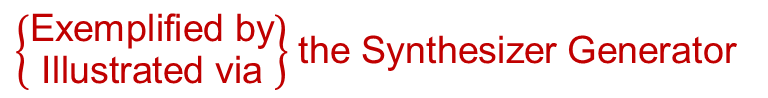 Exemplified by
Illustrated via
the Synthesizer Generator